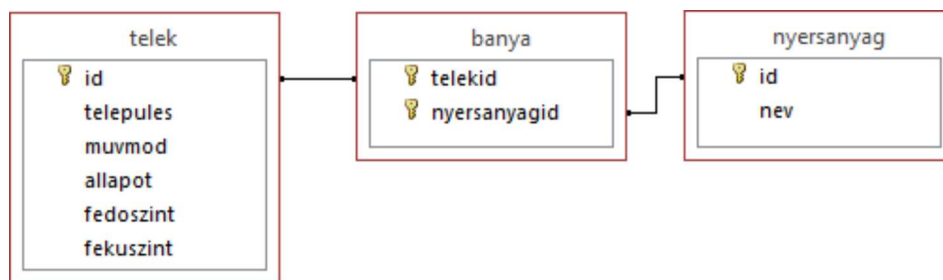 telek
id
telepules
muvmod
allapot
fedoszint
fekuszint
banya
telekid
nyersanyagid
nyersanyag
id
nev